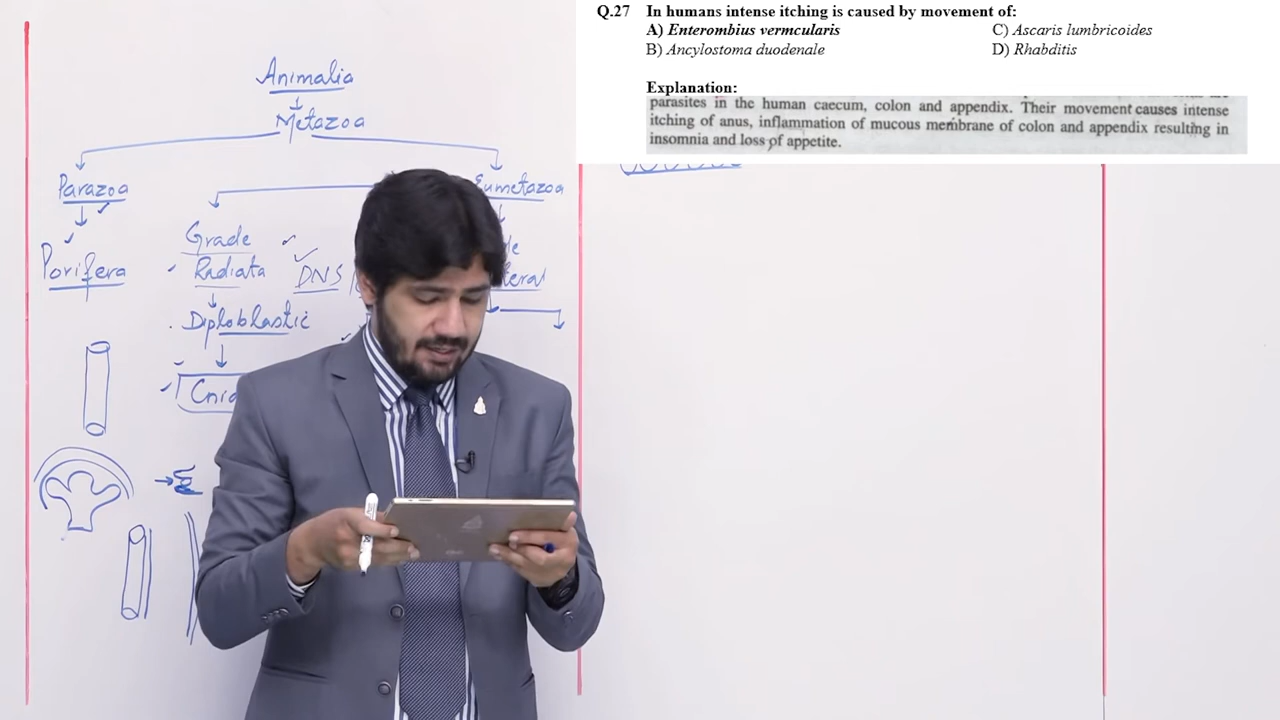 Q.27 In humans intense itching is caused by movement of:
A) Enterombius vermcularis C) Ascaris lumbricoides
B) Ancylostoma duodenale D) Rhabditis
Explanation:
parasites in the human caecum, colon and appendix. Their movement causes intense
itching of anus, inflammation of mucous membrane of colon and appendix resulting in
insomnia and loss of appetite.
Animalia
Metazoa
Parazoa
Eumetazoa
Grade
Porifera
Radiata DNS
Diploblastic